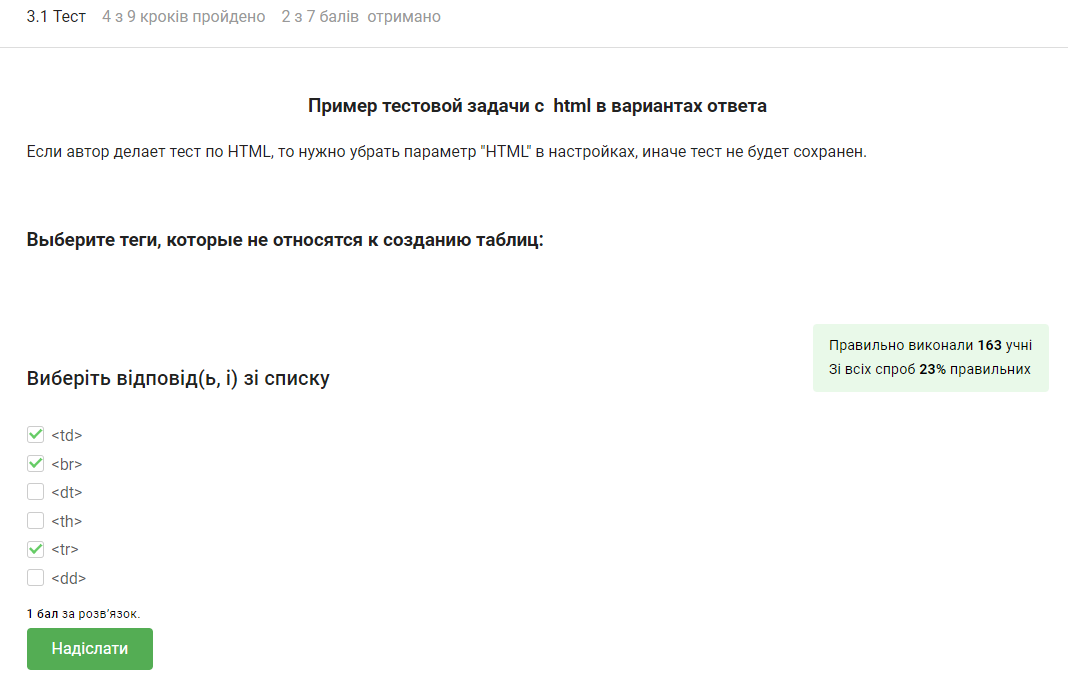 3.1 Тест 4 з 9 кроків пройдено 2 з 7 балів отримано
Пример тестовой задачи с html в вариантах ответа
Если автор делает тест по HTML, то нужно убрать параметр "HTML" в настройках, иначе тест не будет сохранен.
Выберите теги, которые не относятся к созданию таблиц:
Правильно виконали 163 учні
Зі всіх спроб 23% правильних
Виберіть відповід(ь, і) зі списку
<td>
<br>
<dt>
<th>
<tr>
<dd>
1 бал за розв'язок.
Надіслати